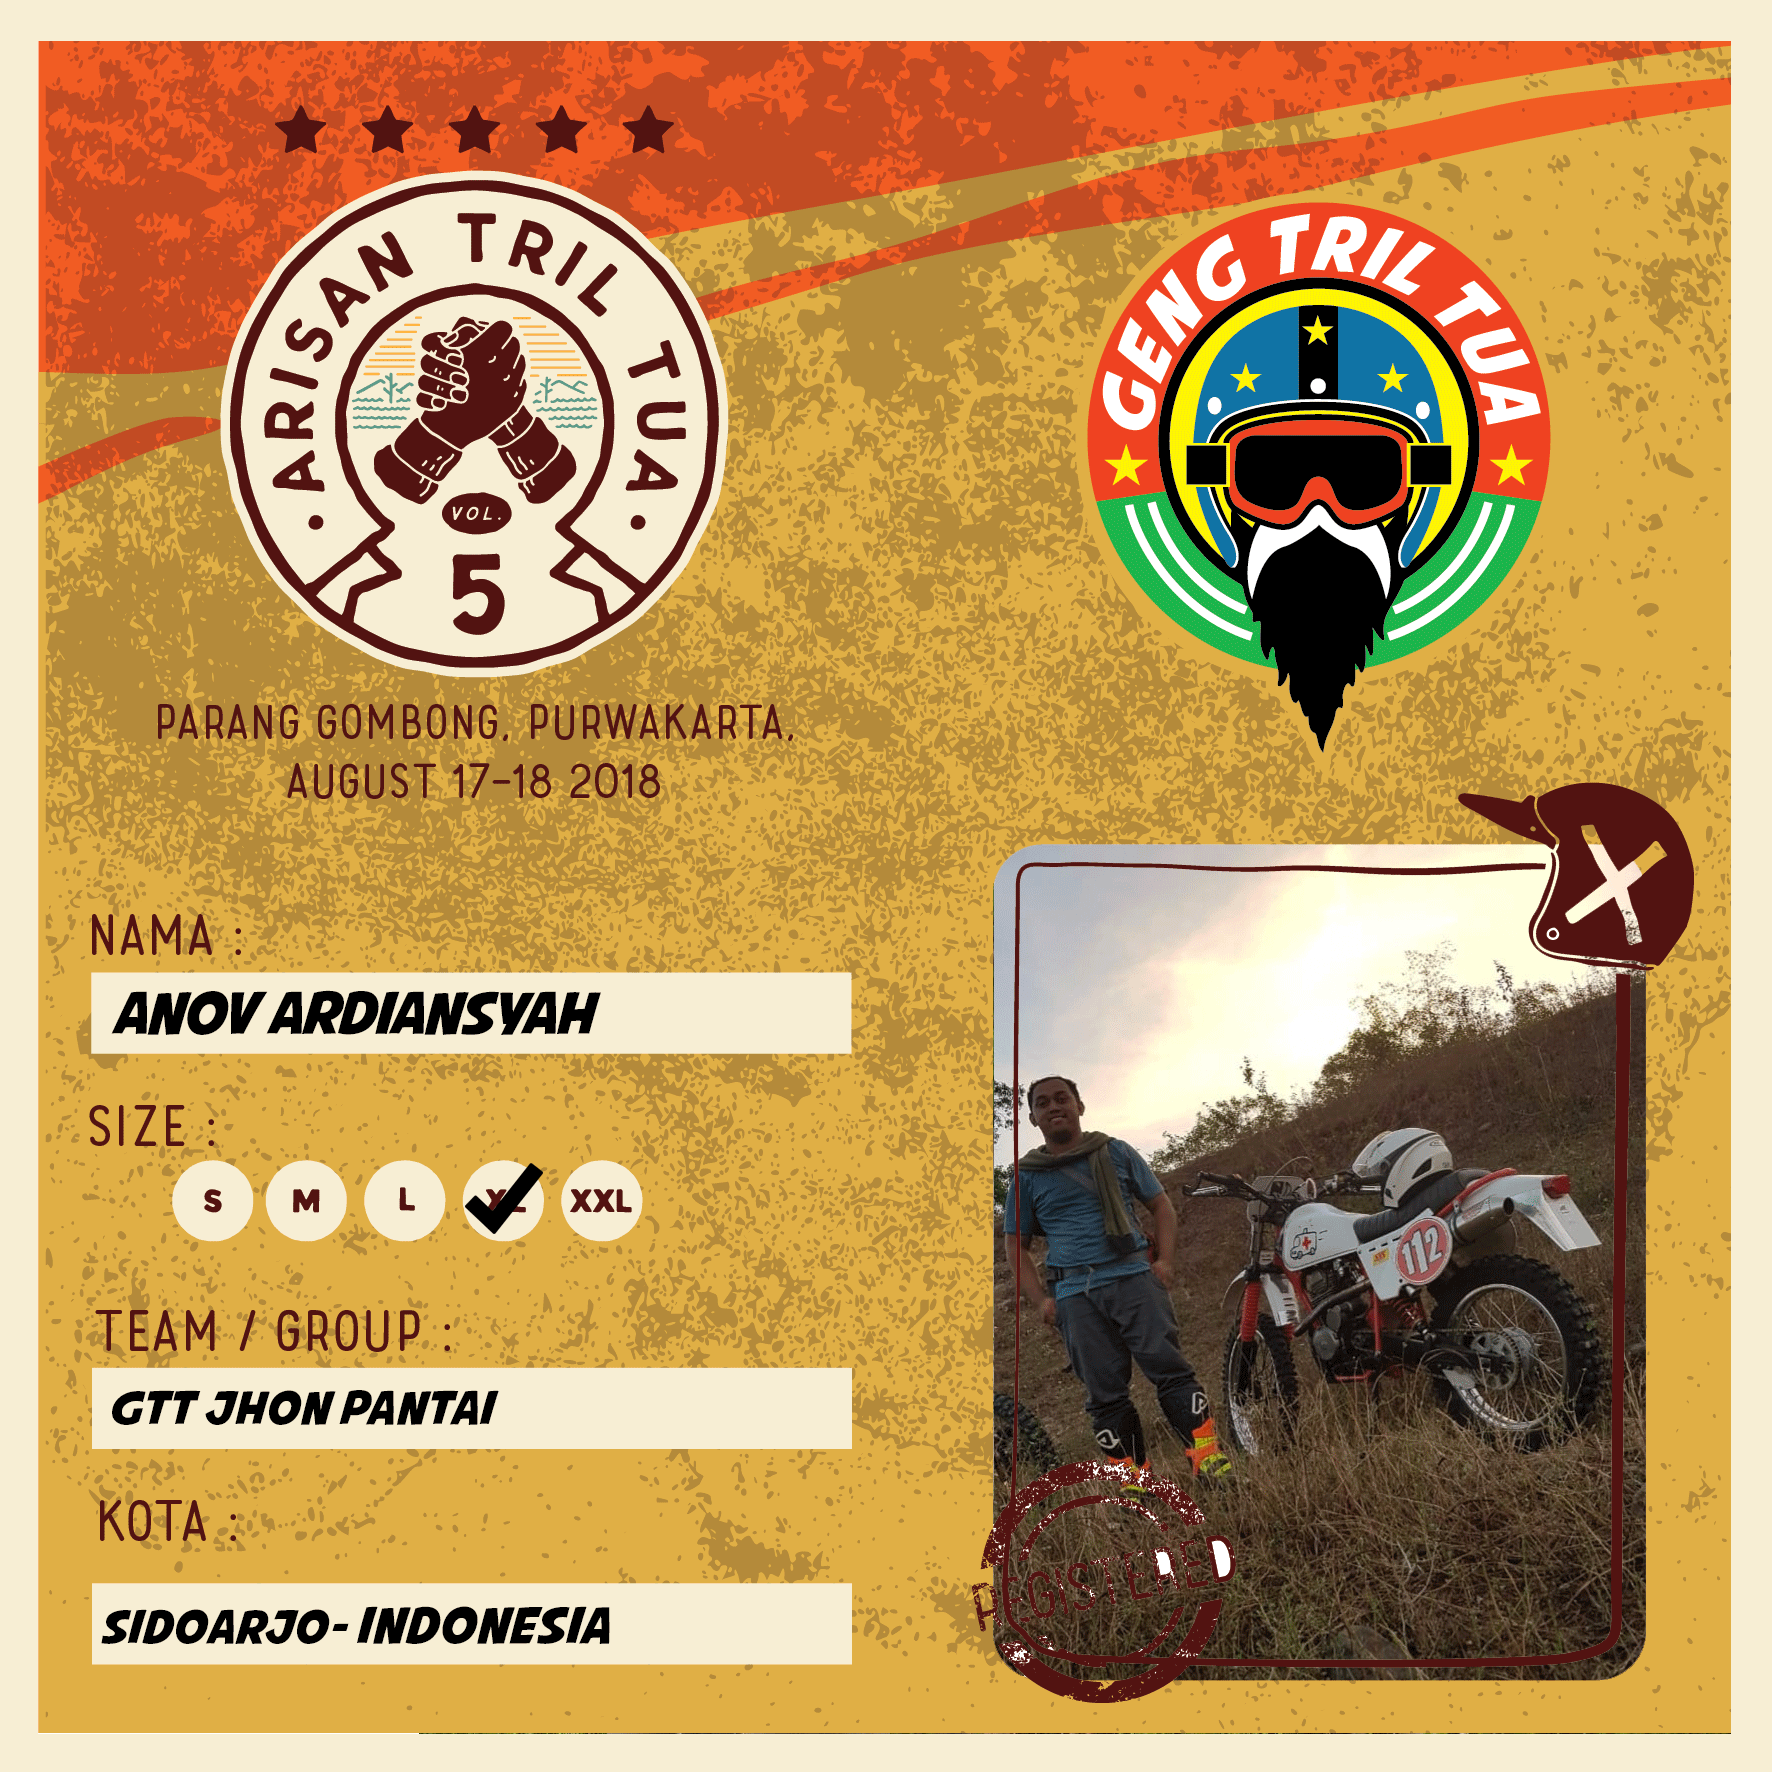 ARISAN TRIL TUA
VOL.
5
GENG TRIL TUA
PARANG GOMBONG, PURWAKARTA,
AUGUST 17-18 2018
NAMA :
ANOV ARDIANSYAH
SIZE :
S M L XL XXL
TEAM / GROUP :
GTT JHON PANTAI
KOTA :
SIDOARJO- INDONESIA
112
REGISTERED